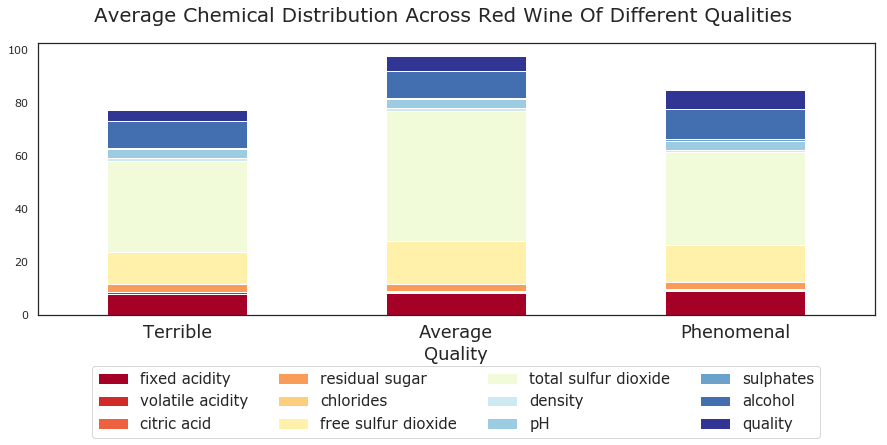 Average Chemical Distribution Across Red Wine Of Different Qualities
100
80
60
40
20
0
Terrible Average Phenomenal
Quality
fixed acidity residual sugar total sulfur dioxide sulphates
volatile acidity chlorides density alcohol
citric acid free sulfur dioxide pH quality